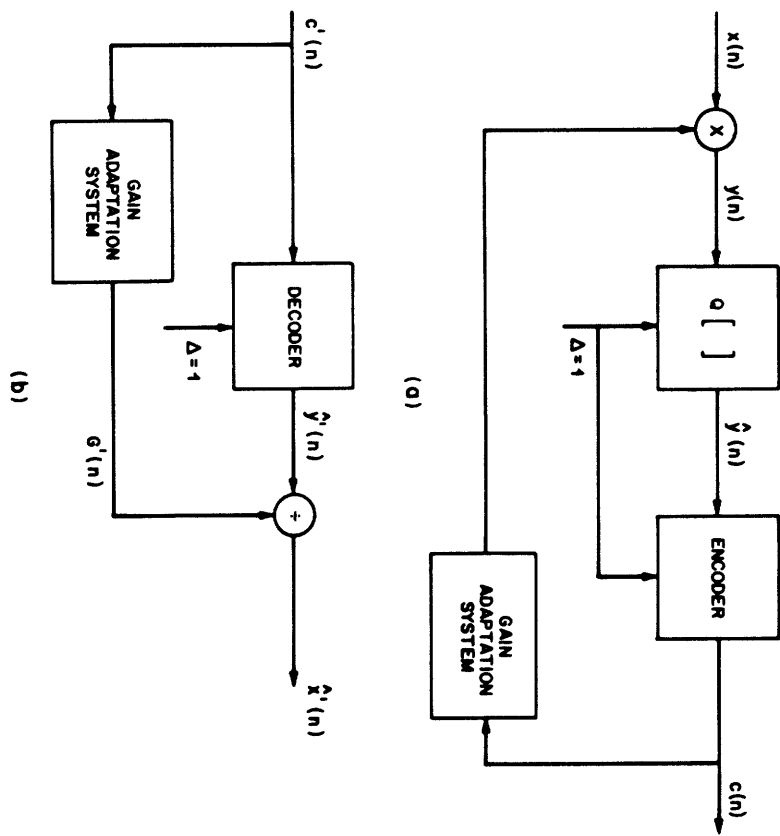 x(n)
X
y(n)
Q [ ]
ŷ(n)
ENCODER
c(n)
Δ = 1
GAIN
ADAPTATION
SYSTEM
(a)
c'(n)
DECODER
ŷ'(n)
÷
x̂'(n)
Δ = 1
GAIN
ADAPTATION
SYSTEM
G'(n)
(b)